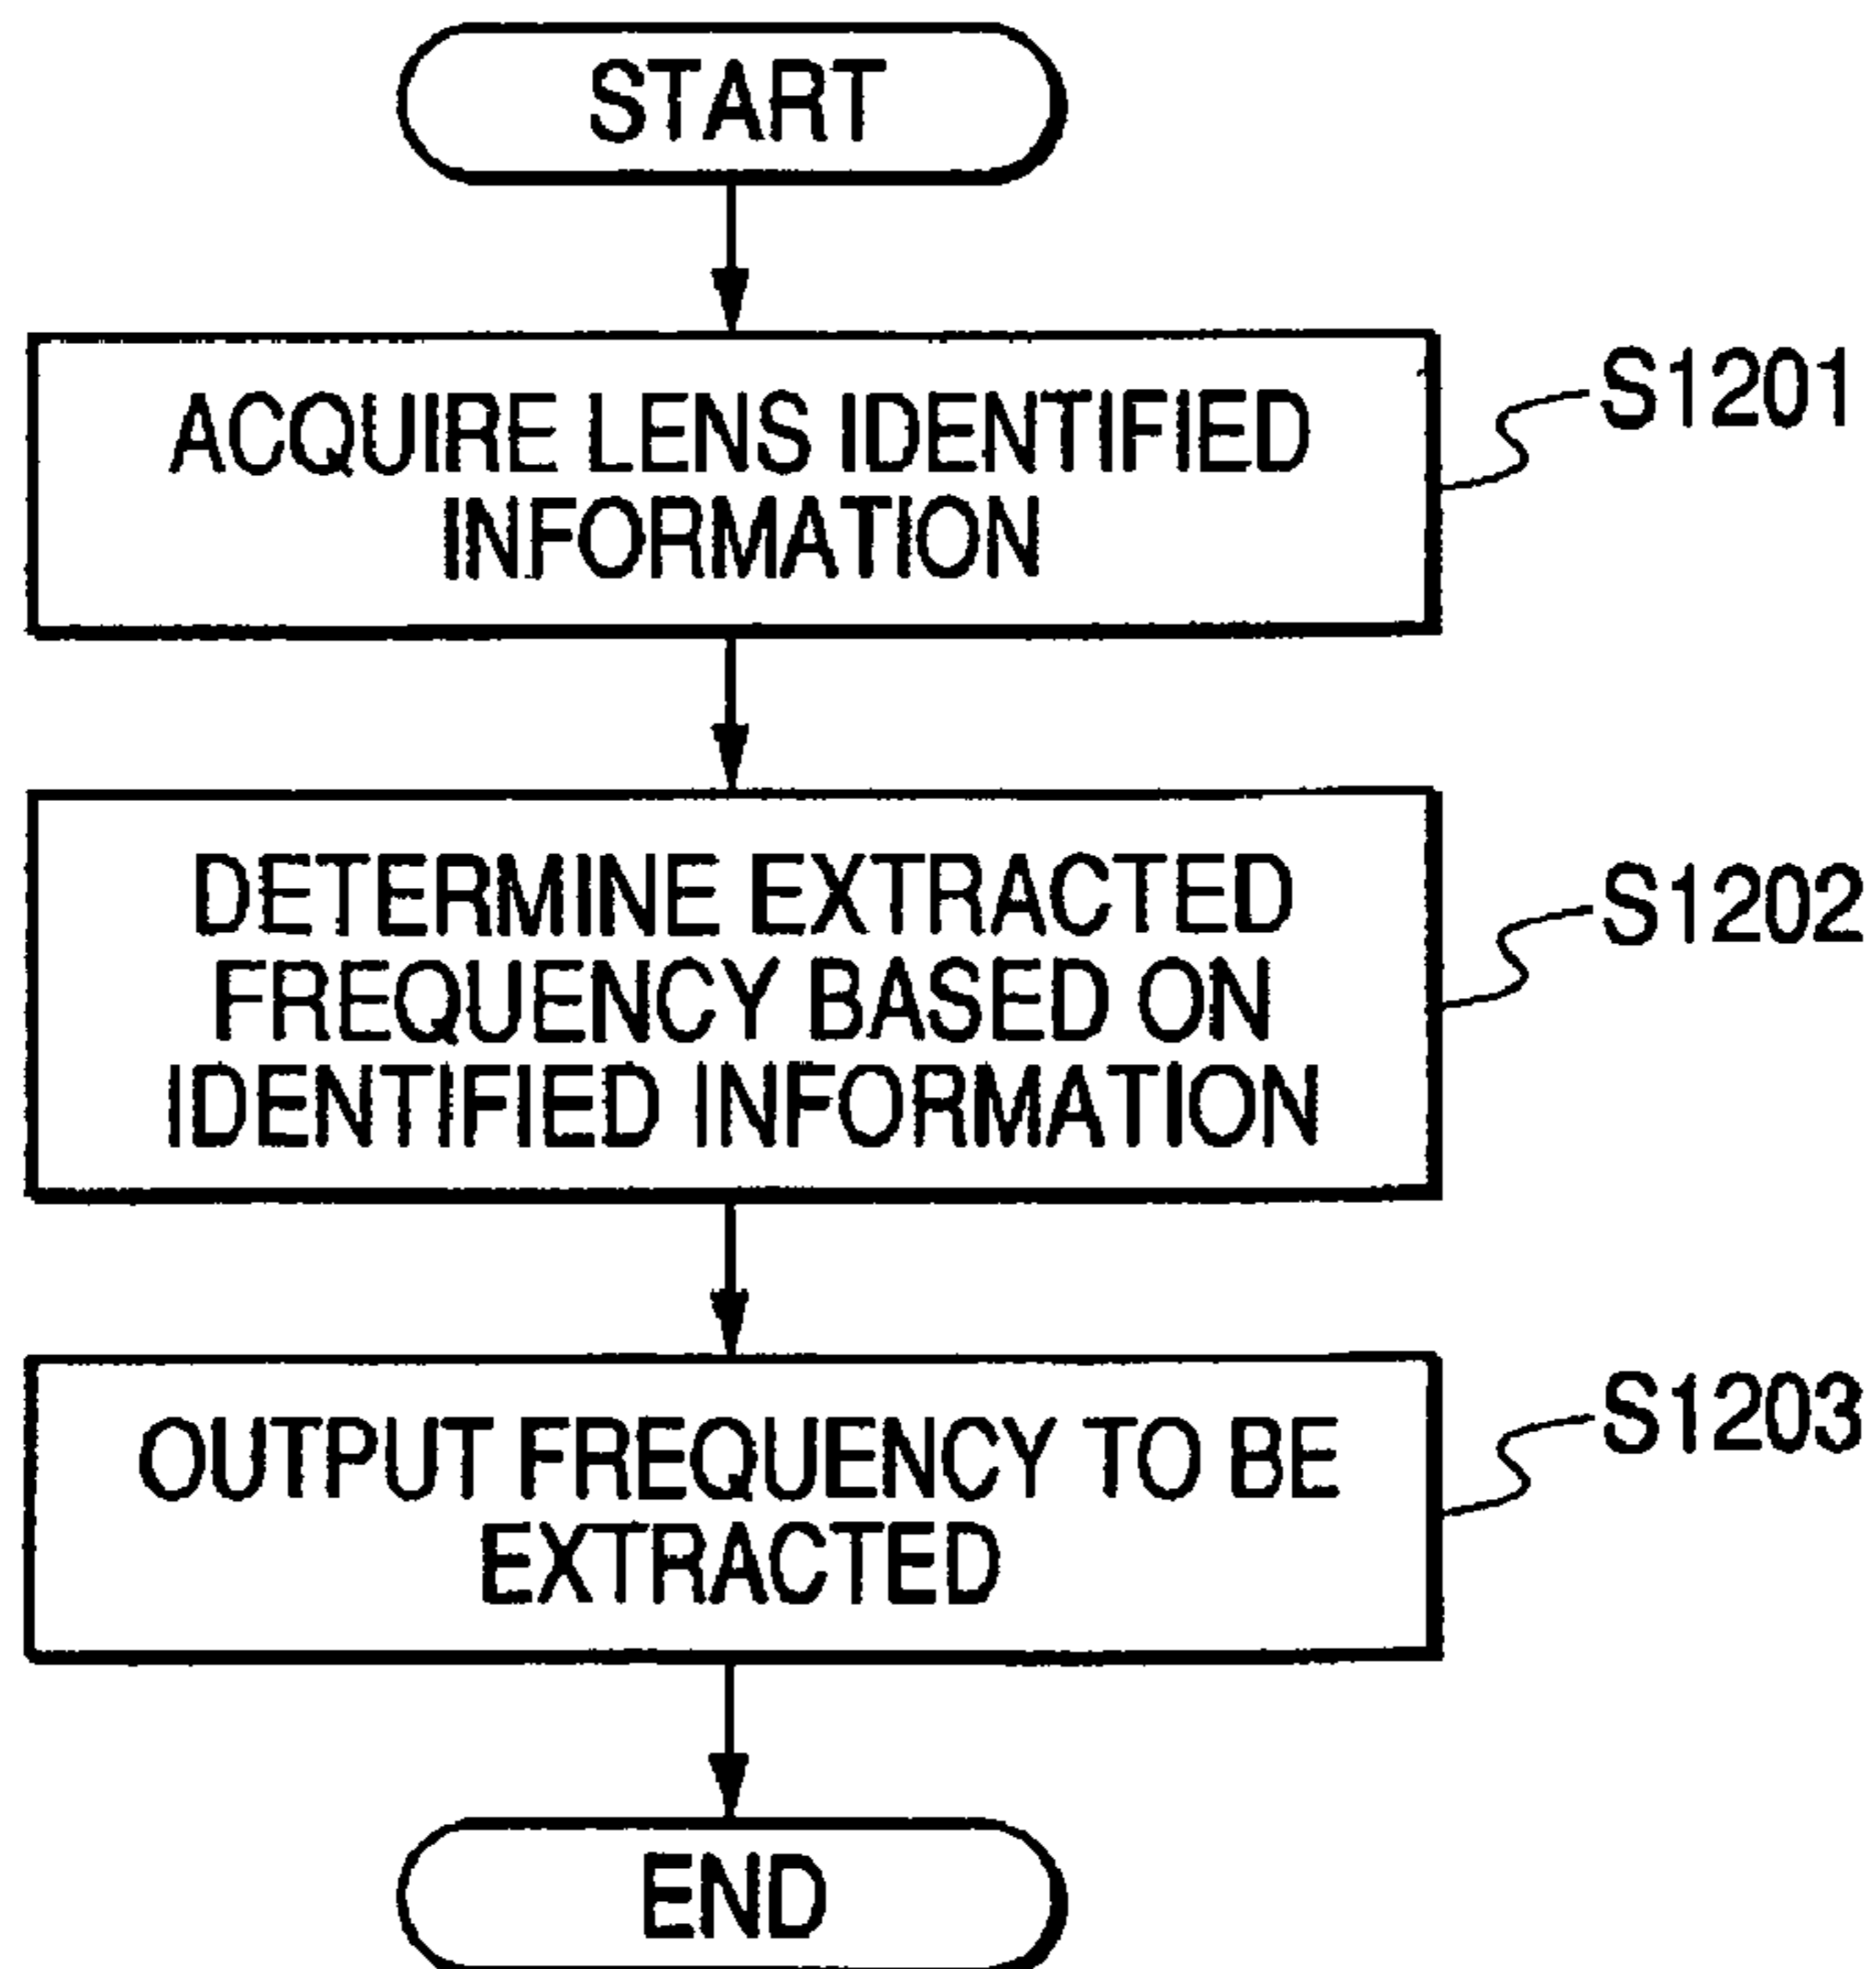 START
ACQUIRE LENS IDENTIFIED
INFORMATION
S1201
DETERMINE EXTRACTED
FREQUENCY BASED ON
IDENTIFIED INFORMATION
S1202
OUTPUT FREQUENCY TO BE
EXTRACTED
S1203
END